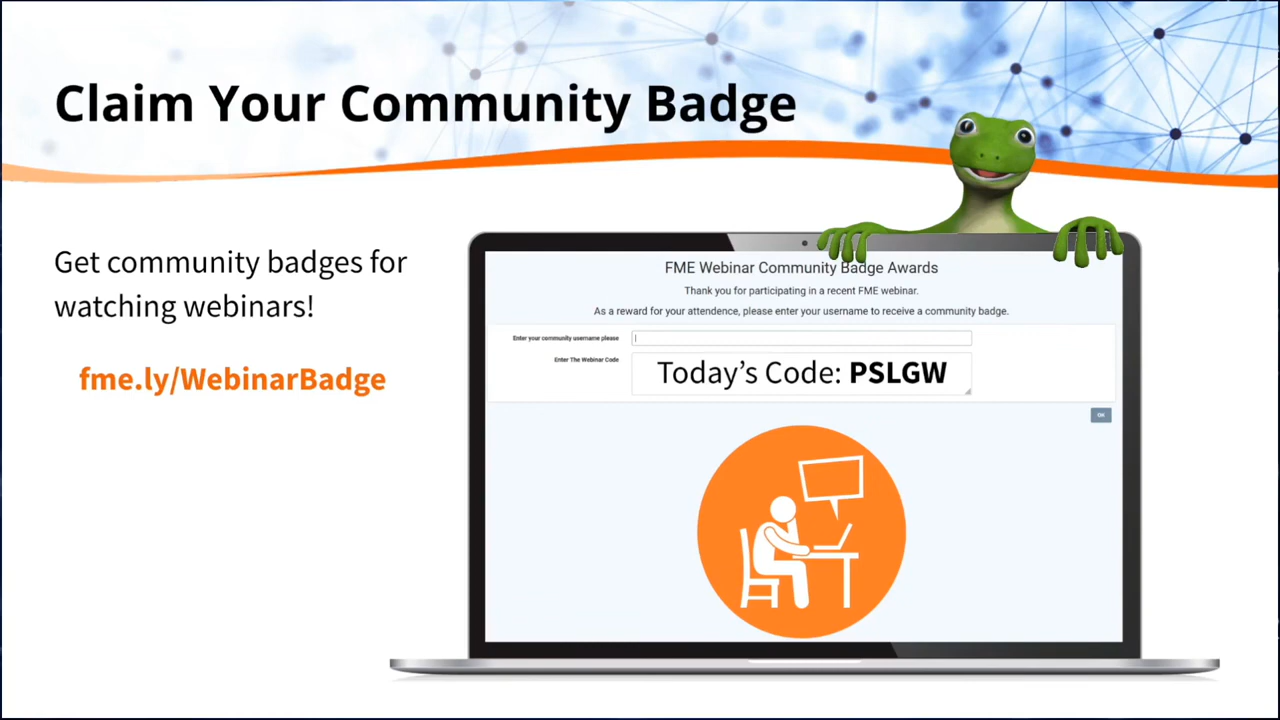 Claim Your Community Badge
Get community badges for
watching webinars!
fme.ly/WebinarBadge
FME Webinar Community Badge Awards
Thank you for participating in a recent FME webinar.
As a reward for your attendence, please enter your username to receive a community badge.
Enter your community username please
Enter The Webinar Code
Today’s Code: PSLGW
OK